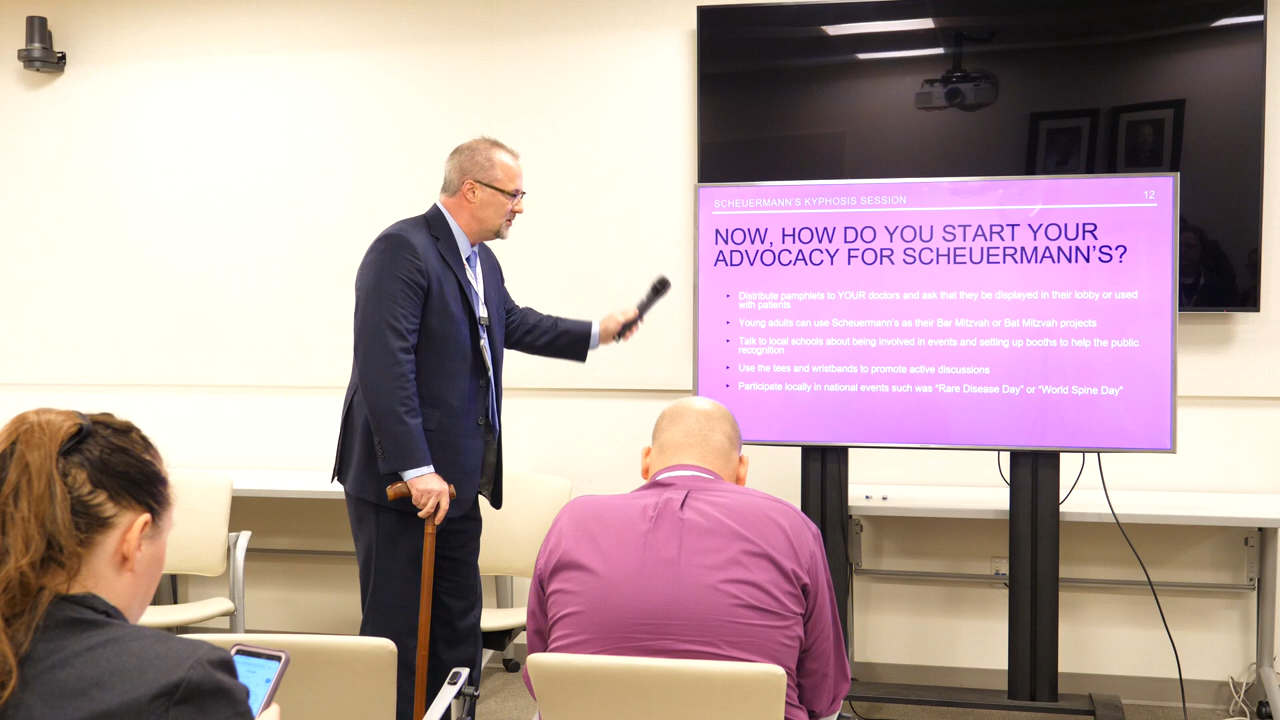 SCHEUERMANN'S KYPHOSIS SESSION
12
NOW, HOW DO YOU START YOUR
ADVOCACY FOR SCHEUERMANN'S?
Distribute pamphlets to YOUR doctors and ask that they be displayed in their lobby or used
with patients
Young adults can use Scheuermann's as their Bar Mitzvah or Bat Mitzvah projects
Talk to local schools about being involved in events and setting up booths to help the public
recognition
Use the tees and wristbands to promote active discussions
Participate locally in national events such was "Rare Disease Day" or "World Spine Day"